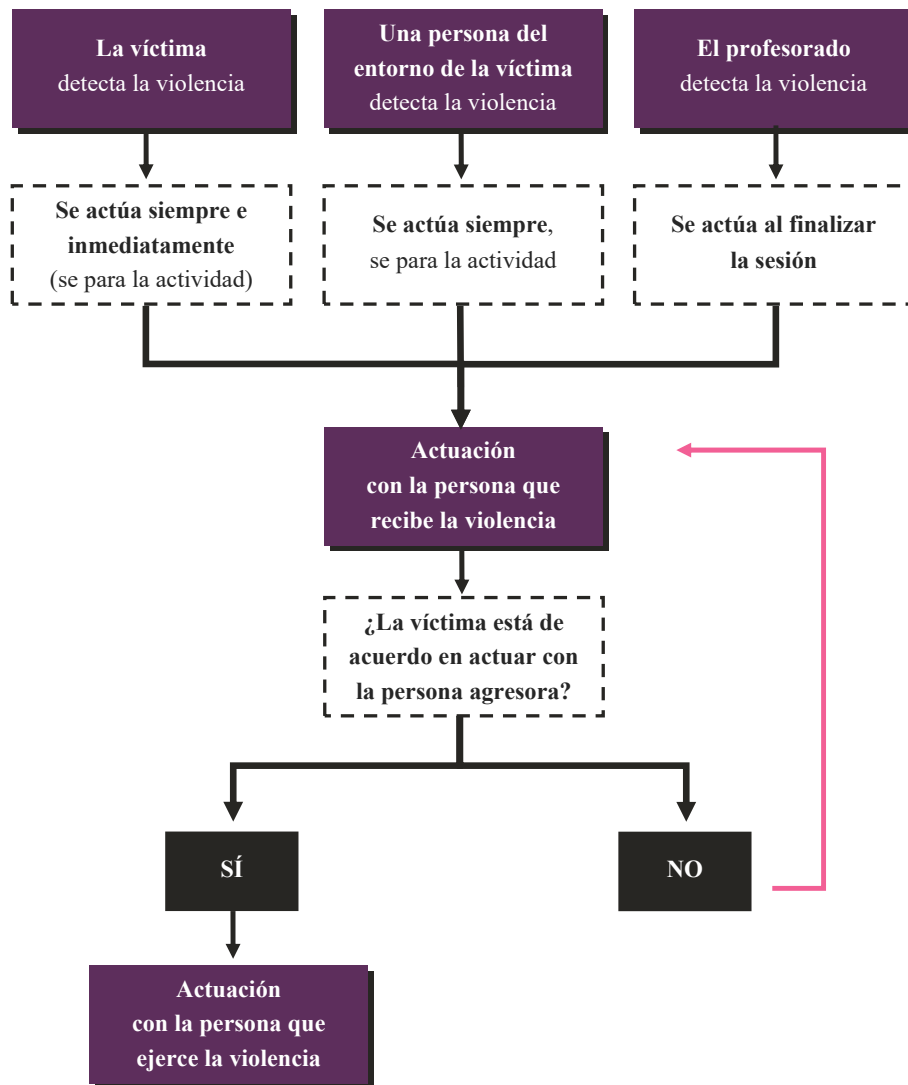 La víctima
detecta la violencia
Una persona del
entorno de la víctima
detecta la violencia
El profesorado
detecta la violencia
Se actúa siempre e
inmediatamente
(se para la actividad)
Se actúa siempre,
se para la actividad
Se actúa al finalizar
la sesión
Actuación
con la persona que
recibe la violencia
¿La víctima está de
acuerdo en actuar con
la persona agresora?
SÍ
NO
Actuación
con la persona que
ejerce la violencia